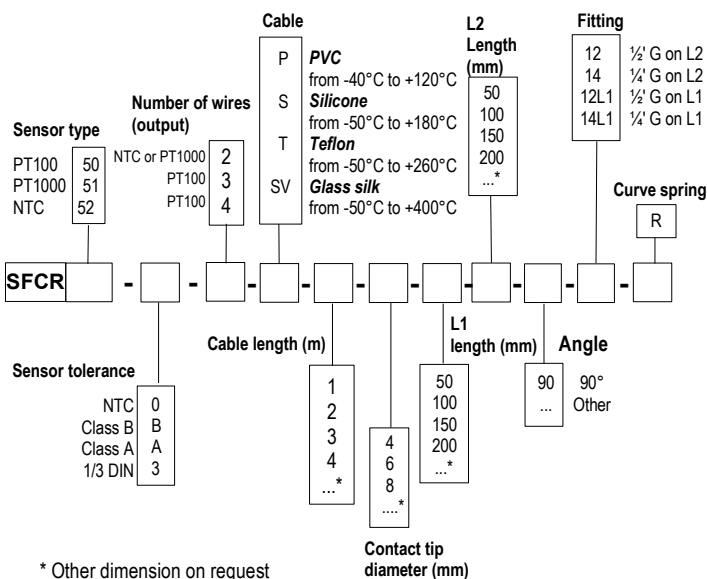 Cable
P PVC
from -40°C to +120°C
S Silicone
from -50°C to +180°C
T Teflon
from -50°C to +260°C
SV Glass silk
from -50°C to +400°C
L2
Length
(mm)
50
100
150
200
...*
Fitting
12 ½' G on L2
14 ¼' G on L2
12L1 ½' G on L1
14L1 ¼' G on L1
Number of wires
(output)
NTC or PT1000 2
PT100 3
PT100 4
Sensor type
PT100 50
PT1000 51
NTC 52
Curve spring
R
SFCR - - - - - - - - - -
Sensor tolerance
NTC 0
Class B B
Class A A
1/3 DIN 3
Cable length (m)
1
2
3
4
...*
4
6
8
....*
Contact tip
diameter (mm)
L1
length (mm)
50
100
150
200
...*
Angle
90 90°
... Other
* Other dimension on request